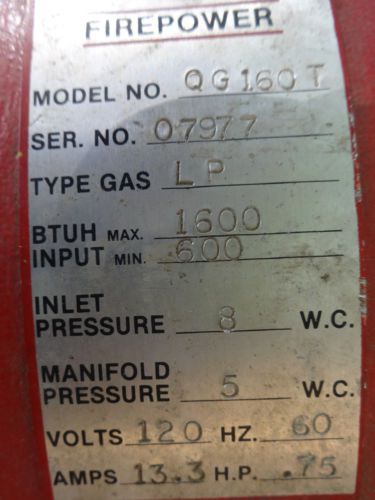 FIREPOWER
MODEL NO. QG160T
SER. NO. 07977
TYPE GAS LP
BTUH MAX. 1600
INPUT MIN. 600
INLET
PRESSURE 8 W.C.
MANIFOLD
PRESSURE 5 W.C.
VOLTS 120 HZ. 60
AMPS 13.3 H.P. .75